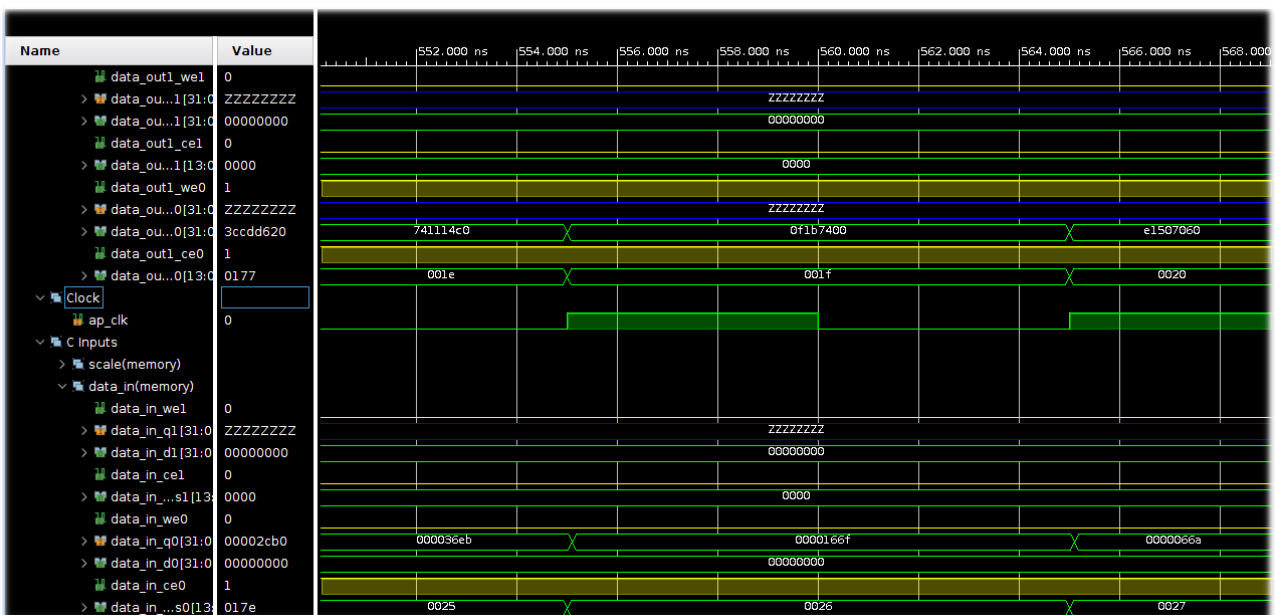 Name Value 552.000 ns 554.000 ns 556.000 ns 558.000 ns 560.000 ns 562.000 ns 564.000 ns 566.000 ns 568.000
data_out1_we1 0
data_ou...1[31:0 ZZZZZZZZ ZZZZZZZZ
data_ou...1[31:0 00000000 00000000
data_out1_ce1 0
data_ou...1[13:0 0000 0000
data_out1_we0 1
data_ou...0[31:0 ZZZZZZZZ ZZZZZZZZ
data_ou...0[31:0 3ccdd620 741114c0 0f1b7400 e1507060
data_out1_ce0 1
data_ou...0[13:0 0177 001e 001f 0020
Clock
ap_clk 0
C Inputs
scale(memory)
data_in(memory)
data_in_we1 0
data_in_q1[31:0 ZZZZZZZZ ZZZZZZZZ
data_in_d1[31:0 00000000 00000000
data_in_ce1 0
data_in_...s1[13: 0000 0000
data_in_we0 0
data_in_q0[31:0 00002cb0 000036eb 0000166f 0000066a
data_in_d0[31:0 00000000 00000000
data_in_ce0 1
data_in_...s0[13: 017e 0025 0026 0027